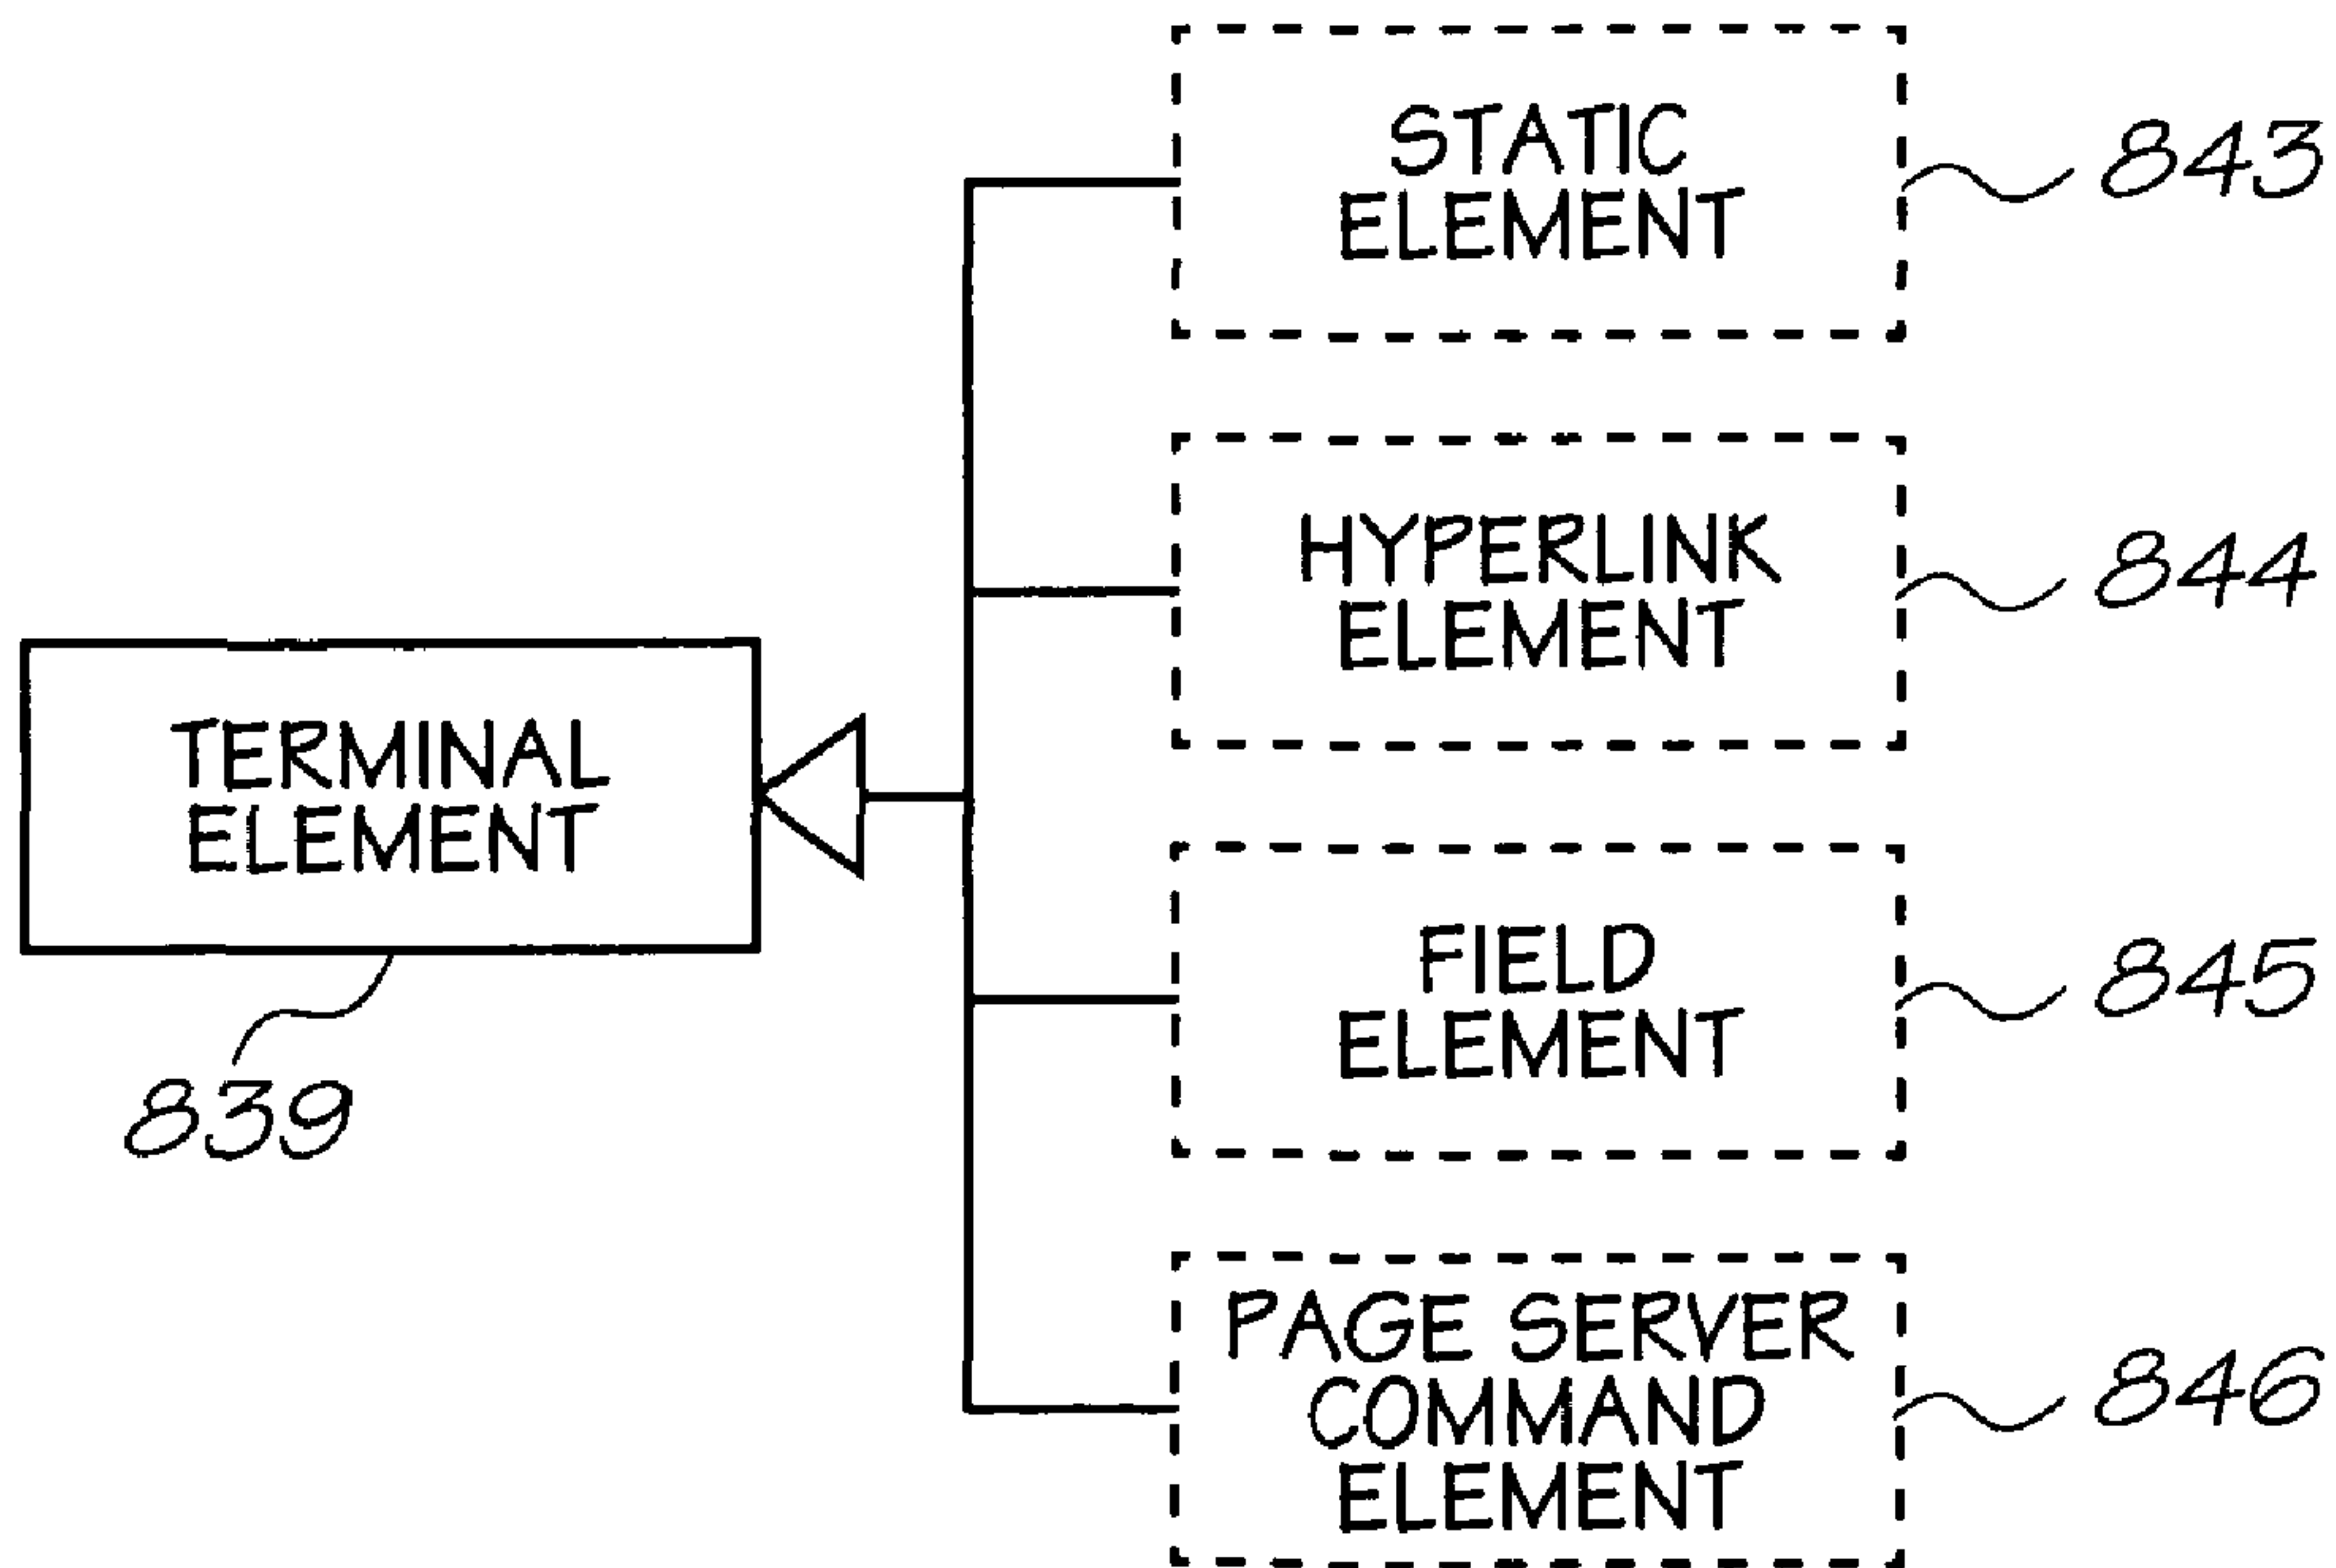 STATIC
ELEMENT
843
HYPERLINK
ELEMENT
844
TERMINAL
ELEMENT
839
FIELD
ELEMENT
845
PAGE SERVER
COMMAND
ELEMENT
846